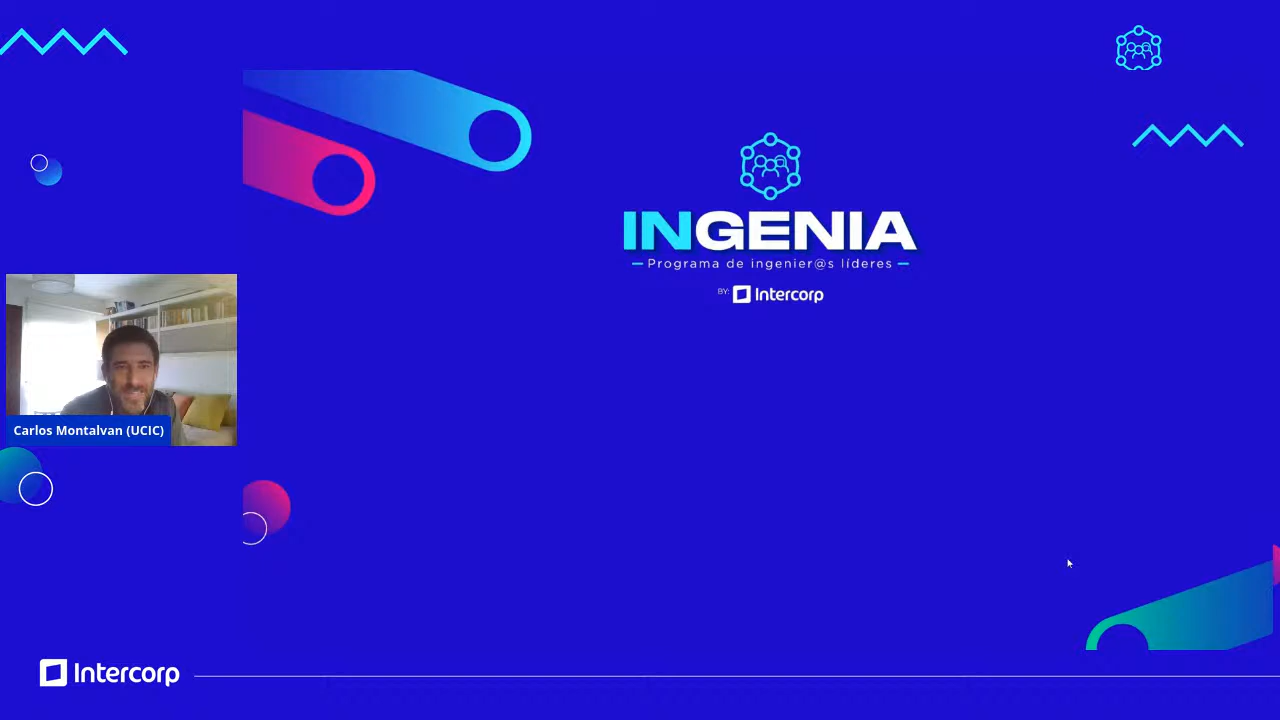 INGENIA
Programa de ingenier@s líderes
BY: Intercorp
Carlos Montalvan (UCIC)
Intercorp